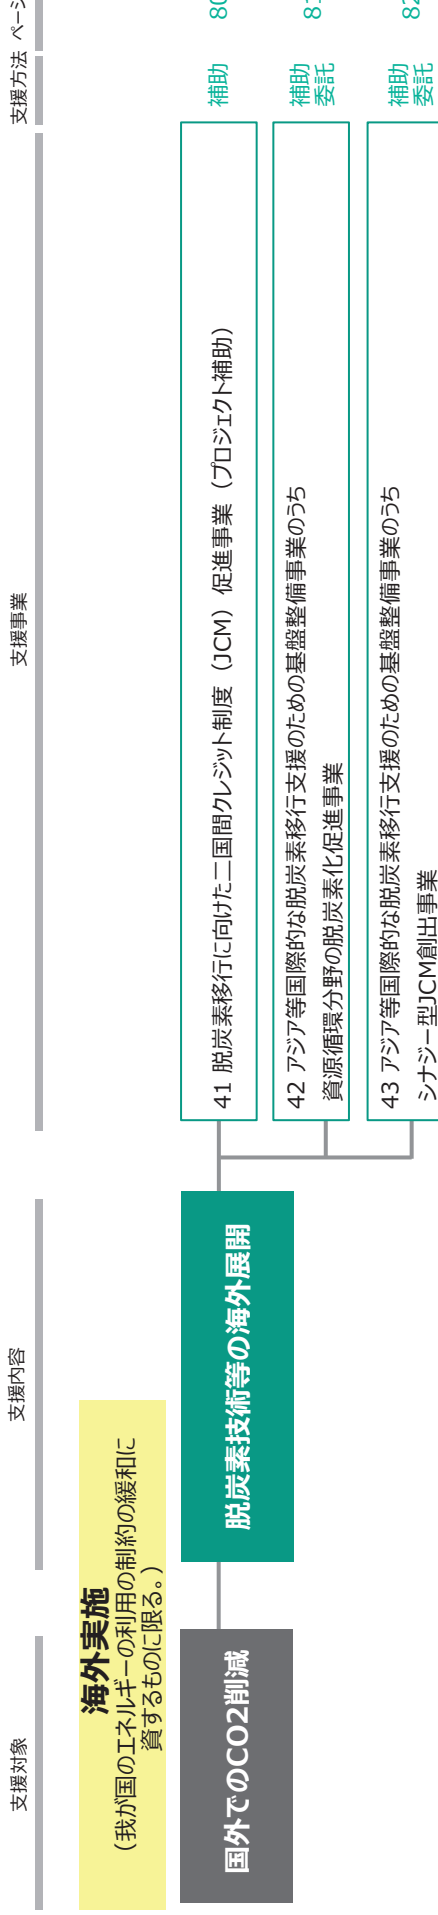 支援対象
支援内容
支援事業
支援方法
ページ
海外実施
（我が国のエネルギーの利用の制約の緩和に
資するものに限る。）
国外でのCO2削減
脱炭素技術等の海外展開
41 脱炭素移行に向けた二国間クレジット制度（JCM）促進事業（プロジェクト補助）
補助
80
42 アジア等国際的な脱炭素移行支援のための基盤整備事業のうち
資源循環分野の脱炭素化促進事業
補助
委託
81
43 アジア等国際的な脱炭素移行支援のための基盤整備事業のうち
シナジー型JCM創出事業
補助
委託
82